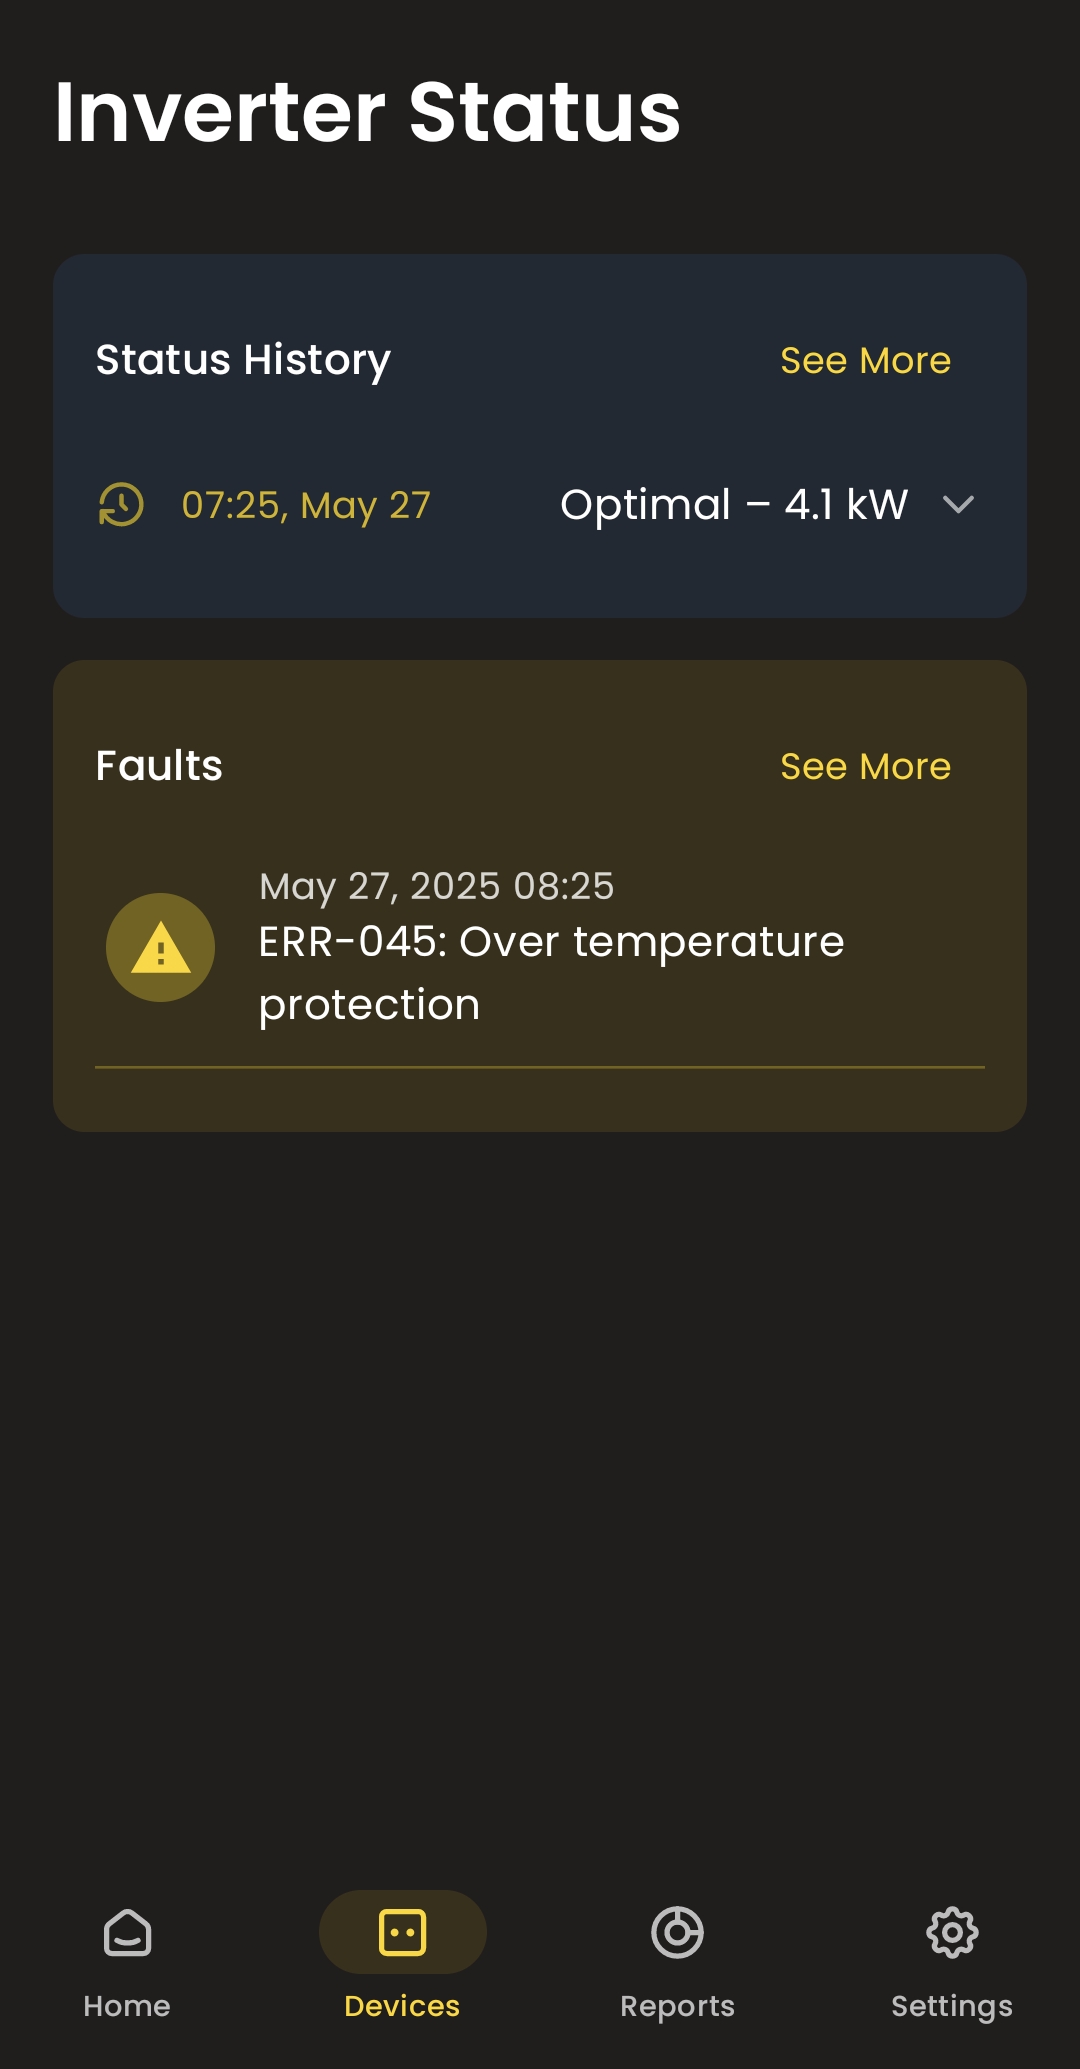 Inverter Status
Status History
See More
07:25, May 27
Optimal – 4.1 kW
Faults
See More
May 27, 2025 08:25
ERR-045: Over temperature
protection
Home
Devices
Reports
Settings